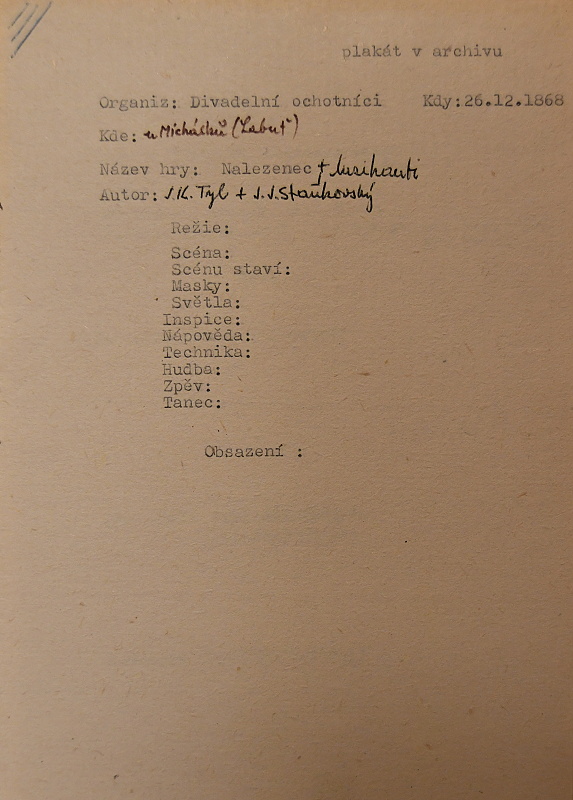 plakát v archivu
Organiz: Divadelní ochotníci Kdy:26.12.1868
Kde: u Michálků (Labuť)
Název hry: Nalezenec + Muzikanti
Autor: J.K. Tyl + J.J. Staňkovský
Režie:
Scéna:
Scénu staví:
Masky:
Světla:
Inspice:
Nápověda:
Technika:
Hudba:
Zpěv:
Tanec:
Obsazení :